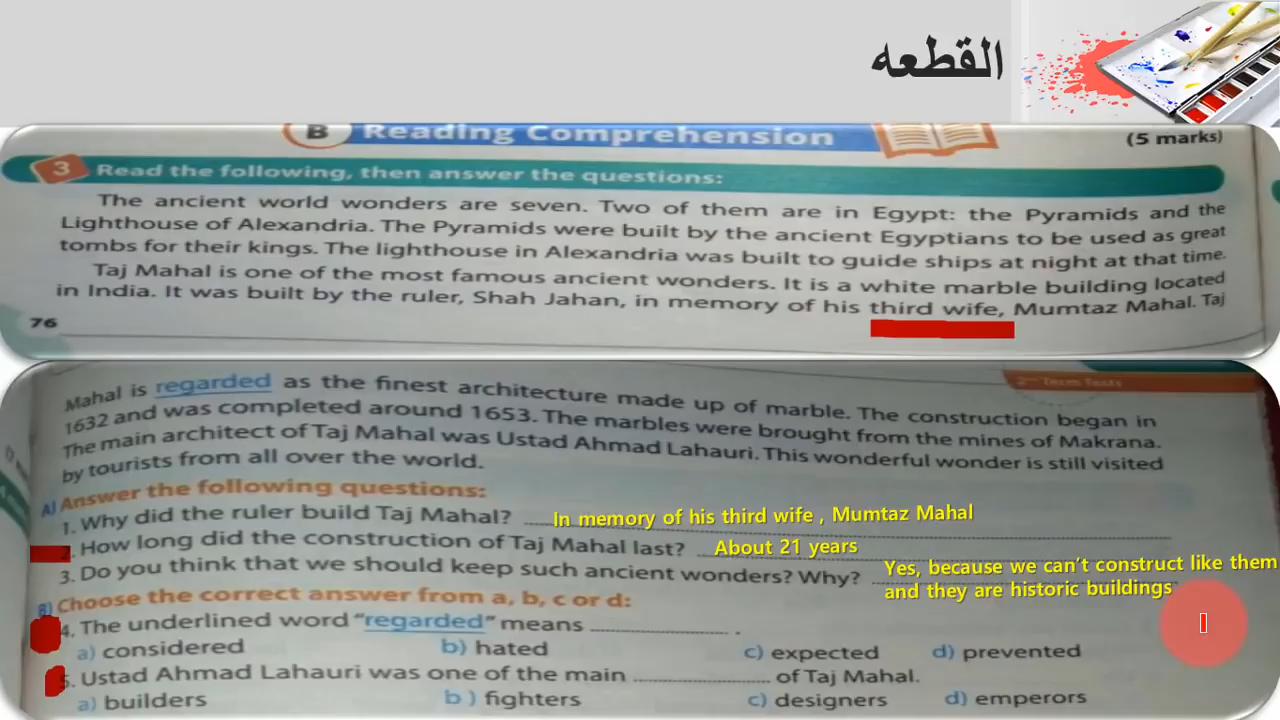 القطعه
B Reading Comprehension
(5 marks)
3 Read the following, then answer the questions:
The ancient world wonders are seven. Two of them are in Egypt: the Pyramids and the
Lighthouse of Alexandria. The Pyramids were built by the ancient Egyptians to be used as great
tombs for their kings. The lighthouse in Alexandria was built to guide ships at night at that time.
Taj Mahal is one of the most famous ancient wonders. It is a white marble building located
in India. It was built by the ruler, Shah Jahan, in memory of his third wife, Mumtaz Mahal. Taj
76
2nd Term Tests
Mahal is regarded as the finest architecture made up of marble. The construction began in
1632 and was completed around 1653. The marbles were brought from the mines of Makrana.
The main architect of Taj Mahal was Ustad Ahmad Lahauri. This wonderful wonder is still visited
by tourists from all over the world.
A) Answer the following questions:
1. Why did the ruler build Taj Mahal? In memory of his third wife , Mumtaz Mahal
2. How long did the construction of Taj Mahal last? About 21 years
3. Do you think that we should keep such ancient wonders? Why? Yes, because we can't construct like them
and they are historic buildings
B) Choose the correct answer from a, b, c or d:
4. The underlined word "regarded" means .............................. .
a) considered b) hated c) expected d) prevented
5. Ustad Ahmad Lahauri was one of the main .............................. of Taj Mahal.
a) builders b ) fighters c) designers d) emperors